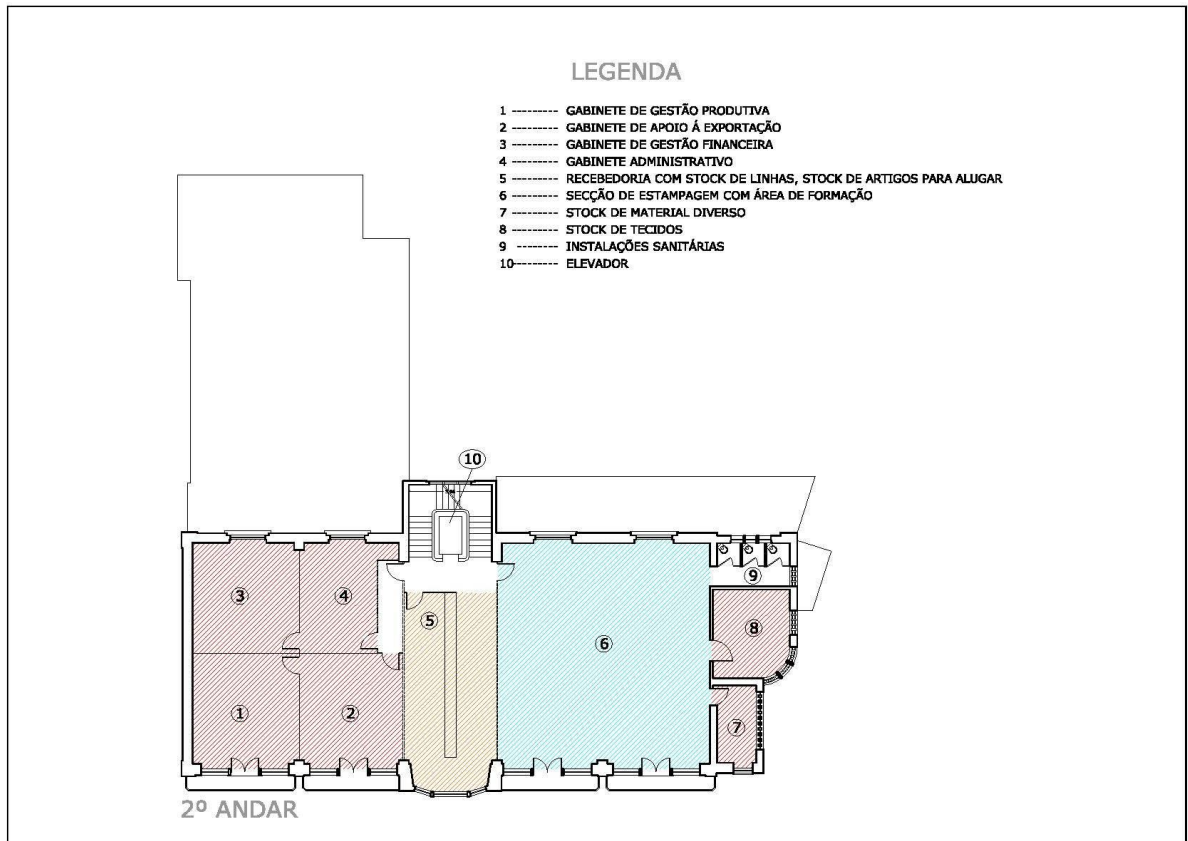 LEGENDA
1 --------- GABINETE DE GESTÃO PRODUTIVA
2 --------- GABINETE DE APOIO Á EXPORTAÇÃO
3 --------- GABINETE DE GESTÃO FINANCEIRA
4 --------- GABINETE ADMINISTRATIVO
5 --------- RECEBEDORIA COM STOCK DE LINHAS, STOCK DE ARTIGOS PARA ALUGAR
6 --------- SECÇÃO DE ESTAMPAGEM COM ÁREA DE FORMAÇÃO
7 --------- STOCK DE MATERIAL DIVERSO
8 --------- STOCK DE TECIDOS
9 --------- INSTALAÇÕES SANITÁRIAS
10--------- ELEVADOR
10
9
3
4
5
8
6
1
2
7
2º ANDAR